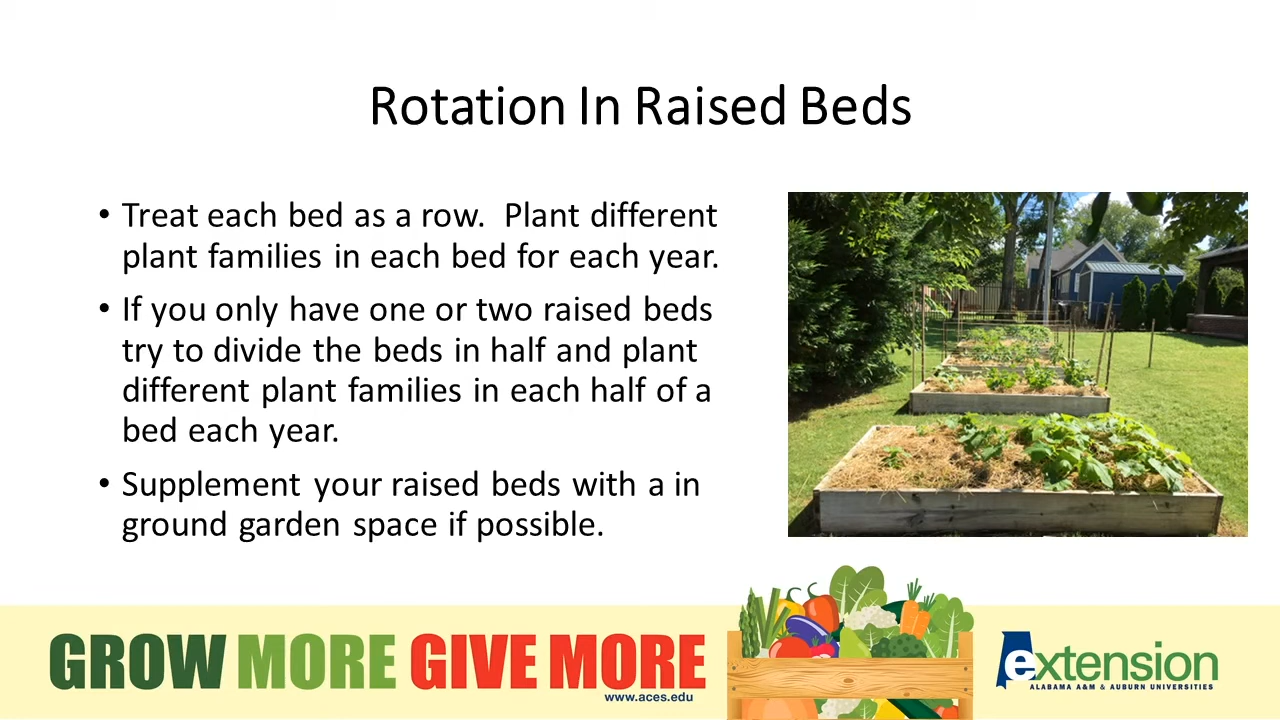 Rotation In Raised Beds
• Treat each bed as a row.  Plant different
plant families in each bed for each year.
• If you only have one or two raised beds
try to divide the beds in half and plant
different plant families in each half of a
bed each year.
• Supplement your raised beds with a in
ground garden space if possible.
GROW MORE GIVE MORE
www.aces.edu
extension
ALABAMA A&M & AUBURN UNIVERSITIES